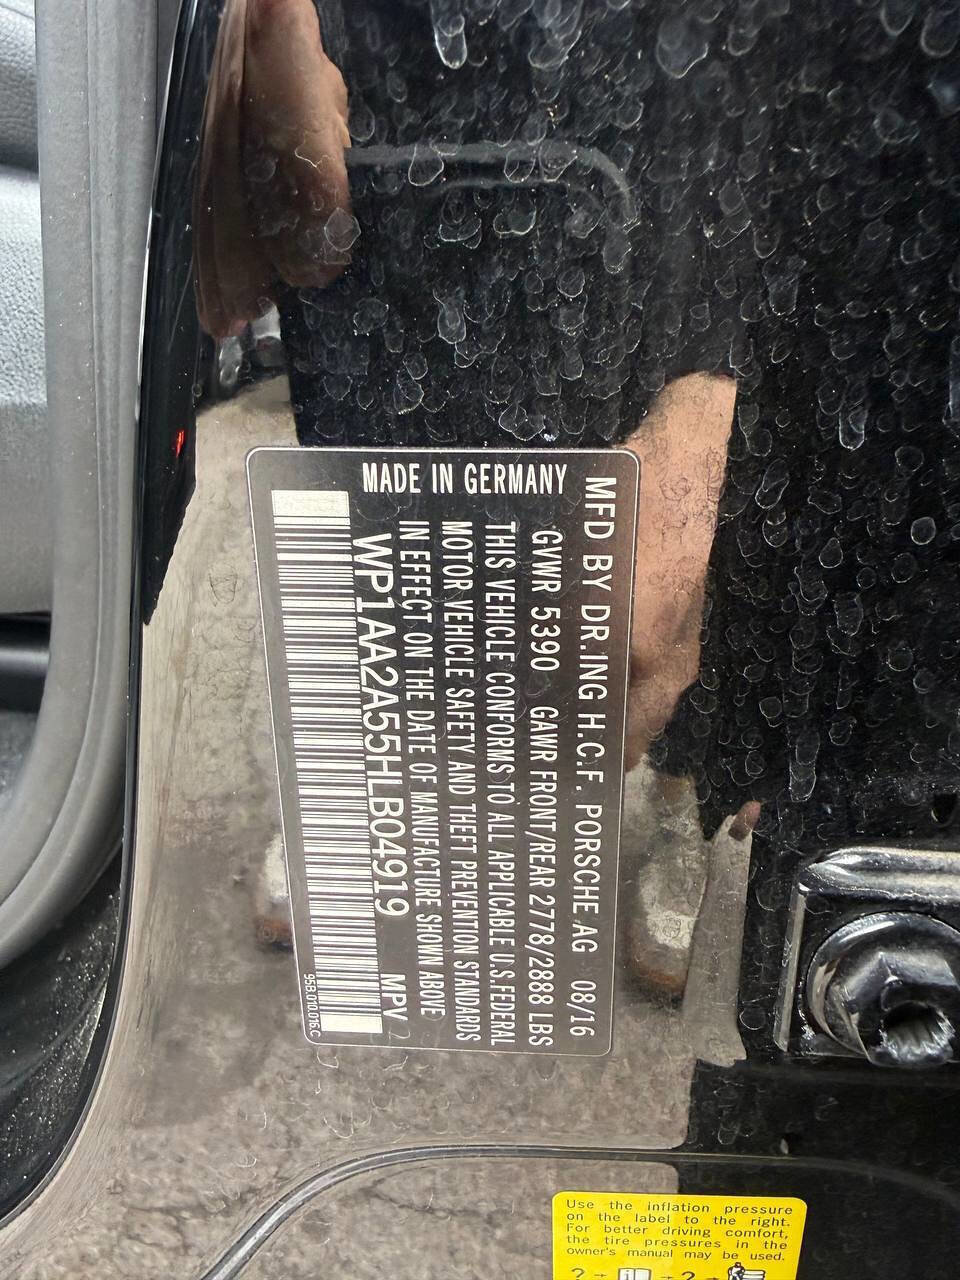 MFD BY DR.ING H.C.F. PORSCHE AG 08/16
GVWR 5390 GAWR FRONT/REAR 2778/2888 LBS
THIS VEHICLE CONFORMS TO ALL APPLICABLE U.S.FEDERAL
MOTOR VEHICLE SAFETY AND THEFT PREVENTION STANDARDS
IN EFFECT ON THE DATE OF MANUFACTURE SHOWN ABOVE
WP1AA2A55HLB04919 MPV
95B.010.016.C
MADE IN GERMANY
Use the inflation pressure
on the label to the right.
For better driving comfort,
the tire pressures in the
owner's manual may be used.
? → i → ? →